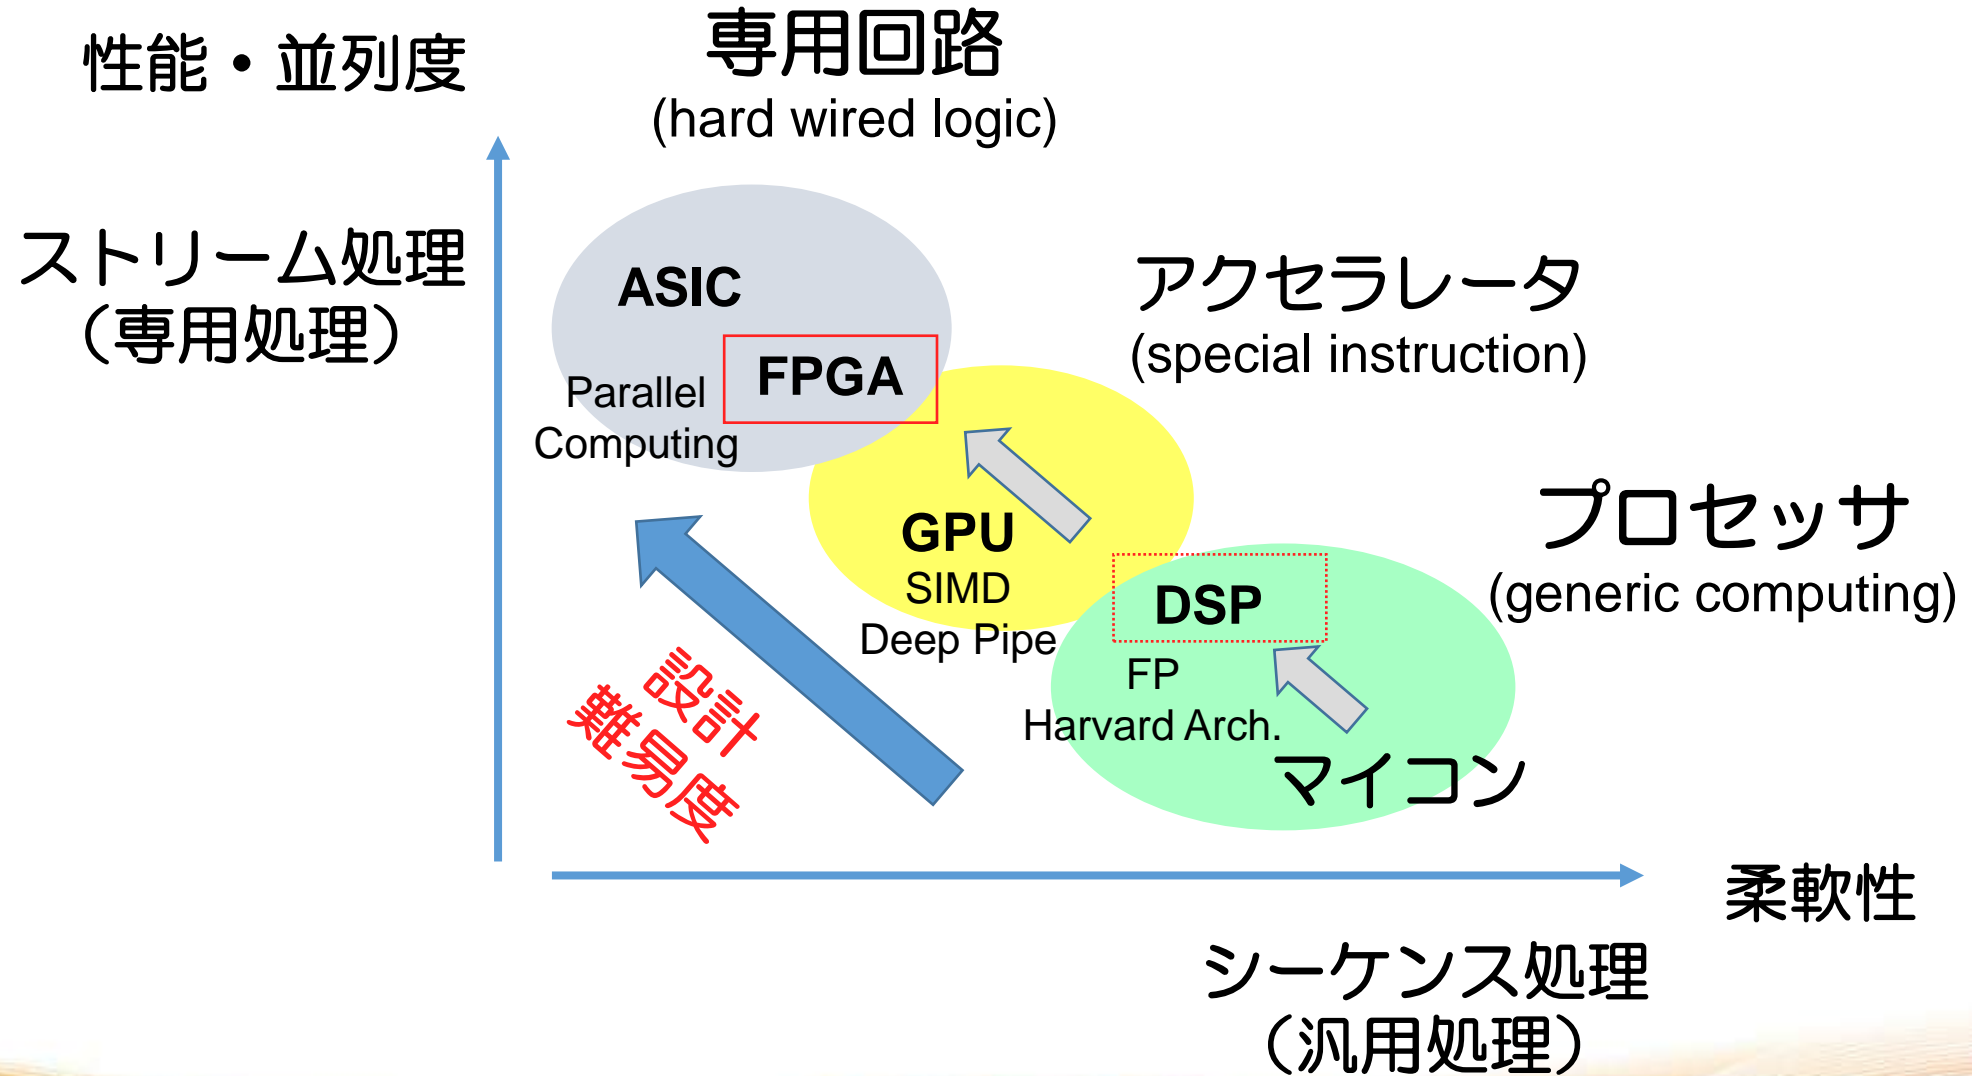 性能・並列度
専用回路
(hard wired logic)
ストリーム処理
（専用処理）
ASIC
FPGA
Parallel
Computing
アクセラレータ
(special instruction)
GPU
SIMD
Deep Pipe
プロセッサ
(generic computing)
DSP
FP
Harvard Arch.
マイコン
設計
難易度
柔軟性
シーケンス処理
（汎用処理）